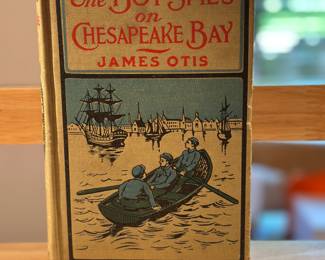 The BOY SPIES
on
CHESAPEAKE BAY
JAMES OTIS